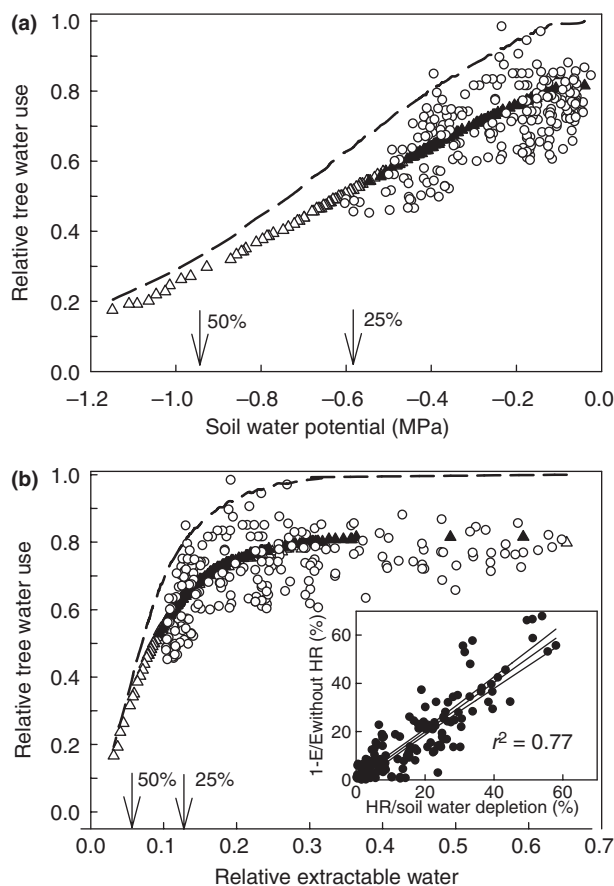 (a)
1.0
0.8
0.6
0.4
0.2
0.0
Relative tree water use
50%
25%
–1.2 –1.0 –0.8 –0.6 –0.4 –0.2 0.0
Soil water potential (MPa)
(b)
1.0
0.8
0.6
0.4
0.2
0.0
Relative tree water use
50%
25%
60
40
20
0
1-E/Ewithout HR (%)
r² = 0.77
0 20 40 60
HR/soil water depletion (%)
0.0 0.1 0.2 0.3 0.4 0.5 0.6 0.7
Relative extractable water